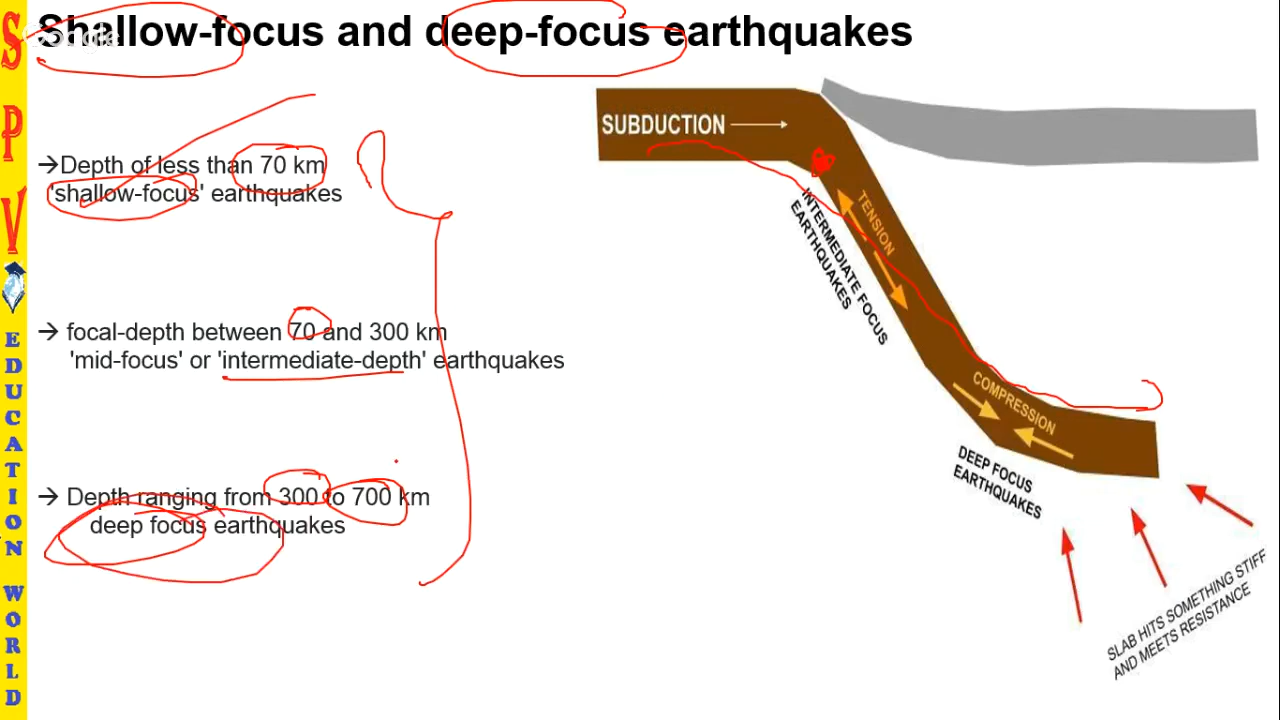 Shallow-focus and deep-focus earthquakes
Google
S P V
EDUCATION WORLD
→Depth of less than 70 km
'shallow-focus' earthquakes
→ focal-depth between 70 and 300 km
'mid-focus' or 'intermediate-depth' earthquakes
→ Depth ranging from 300 to 700 km
deep focus earthquakes
SUBDUCTION
TENSION
INTERMEDIATE FOCUS
EARTHQUAKES
COMPRESSION
DEEP FOCUS
EARTHQUAKES
SLAB HITS SOMETHING STIFF
AND MEETS RESISTANCE